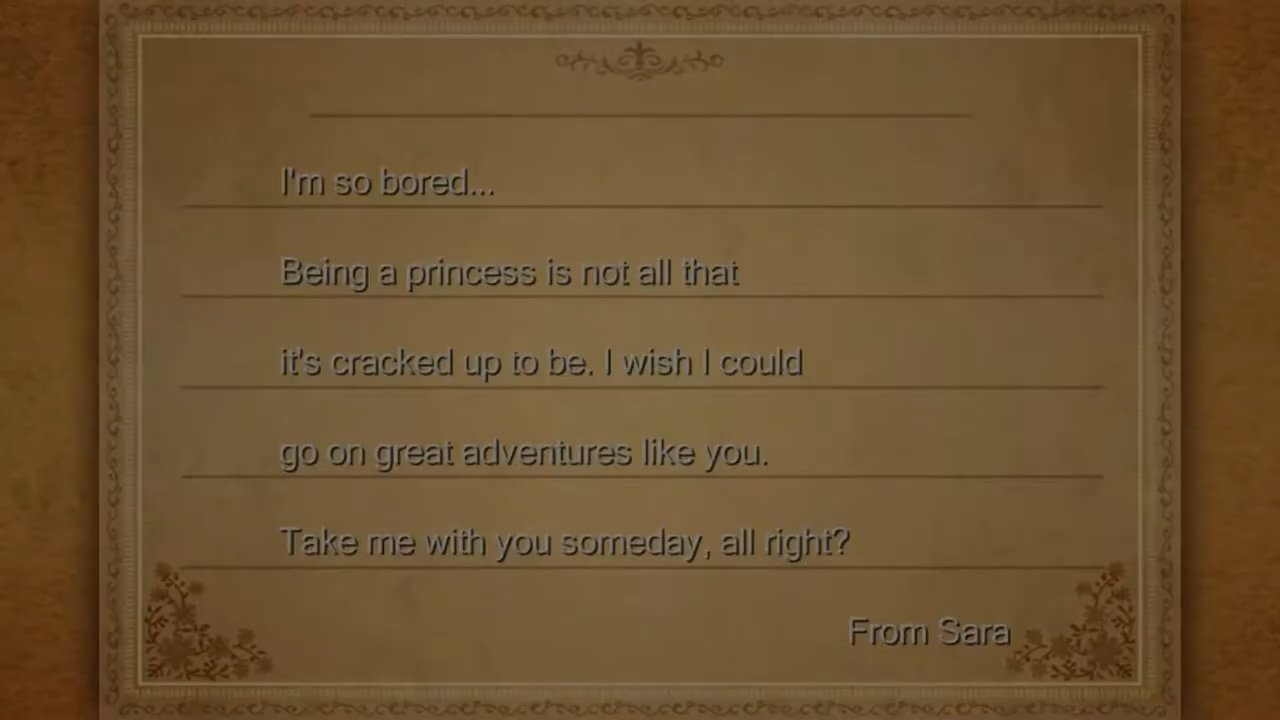 I'm so bored...
Being a princess is not all that
it's cracked up to be. I wish I could
go on great adventures like you.
Take me with you someday, all right?
From Sara